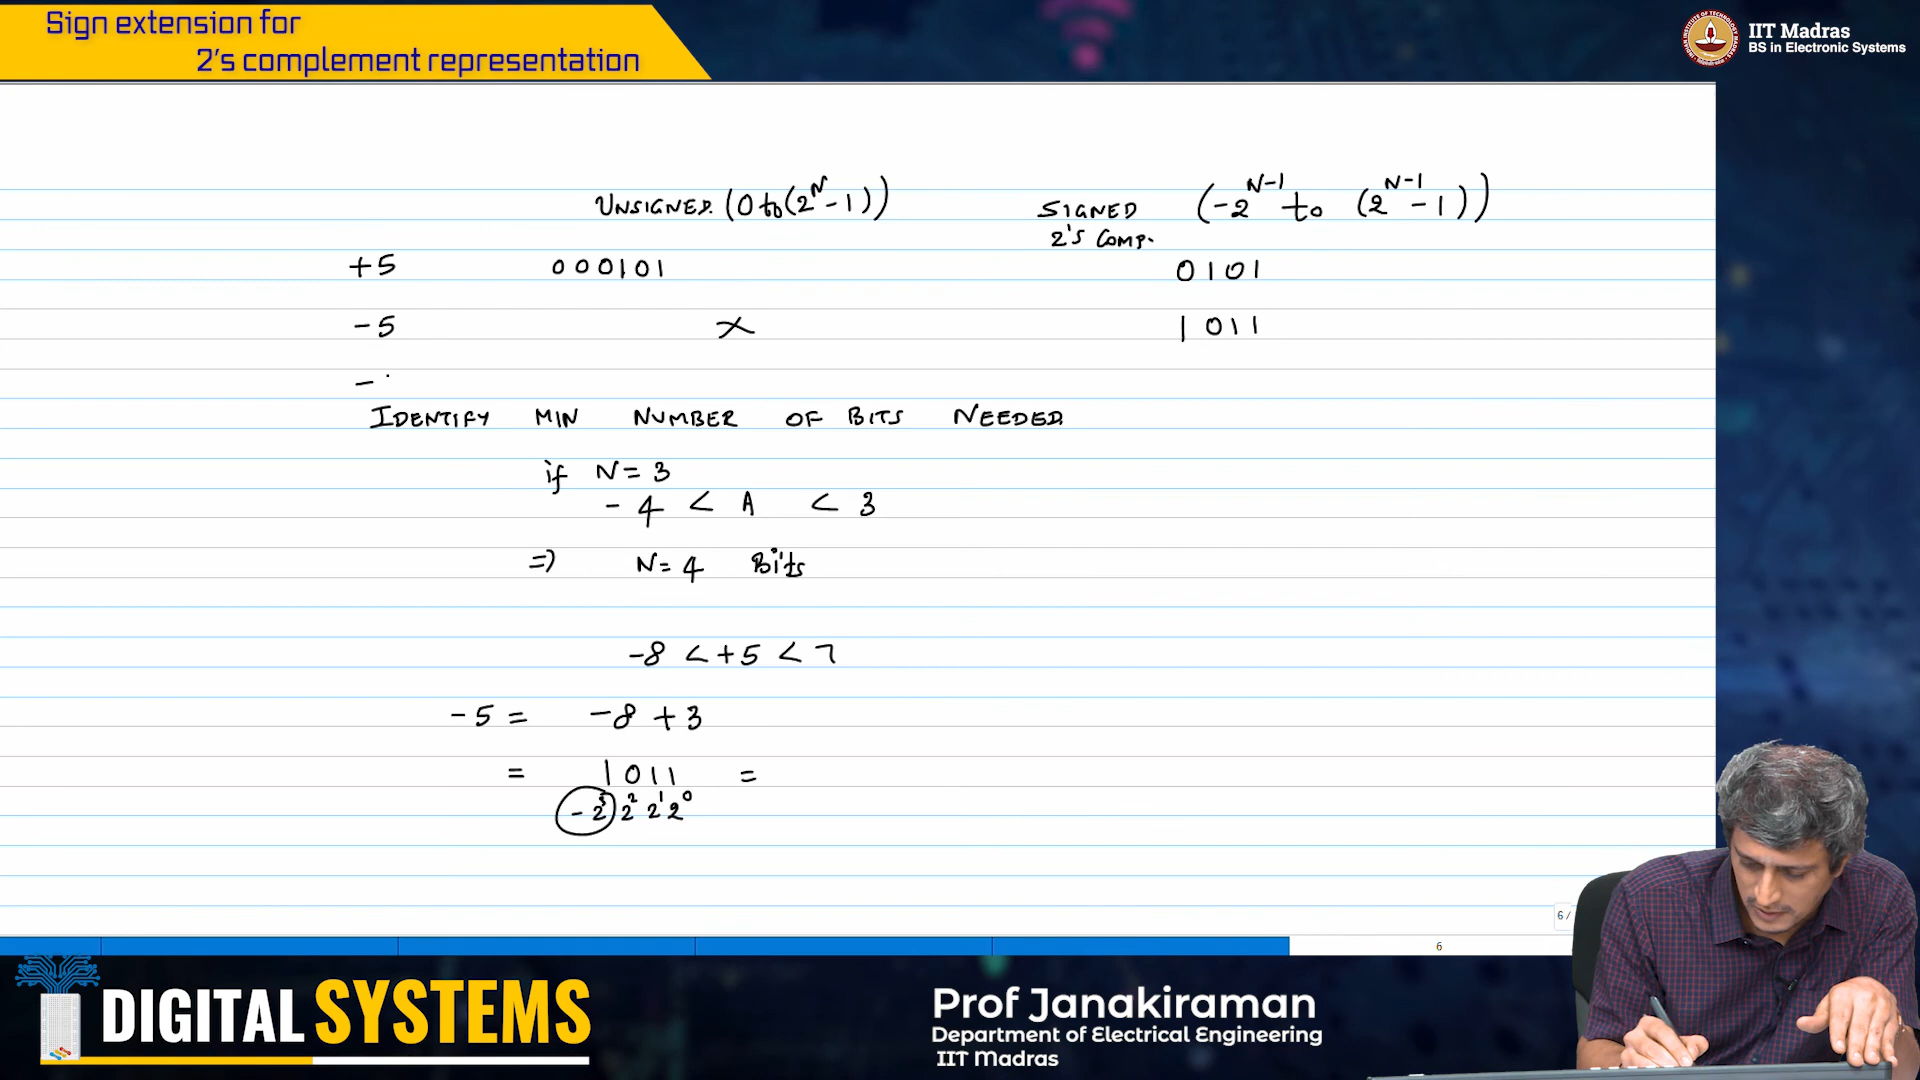 Sign extension for
2's complement representation
IIT Madras
BS in Electronic Systems
UNSIGNED (0 to (2^N - 1))
SIGNED (-2^N-1 to (2^N-1 - 1))
2's COMP.
+5 000101 0101
-5 × 1011
-
IDENTIFY MIN NUMBER OF BITS NEEDED
if N = 3
-4 < A < 3
=> N = 4 Bits
-8 < +5 < 7
-5 = -8 + 3
= 1011 =
-2^3 2^2 2^1 2^0
6 /
6
DIGITAL SYSTEMS
Prof Janakiraman
Department of Electrical Engineering
IIT Madras